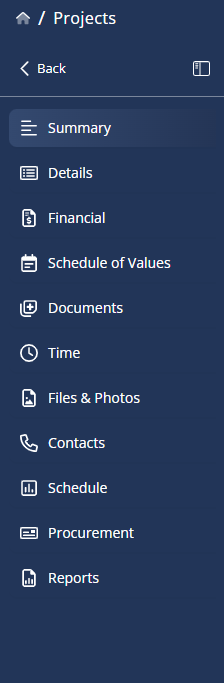 / Projects
Back
Summary
Details
Financial
Schedule of Values
Documents
Time
Files & Photos
Contacts
Schedule
Procurement
Reports